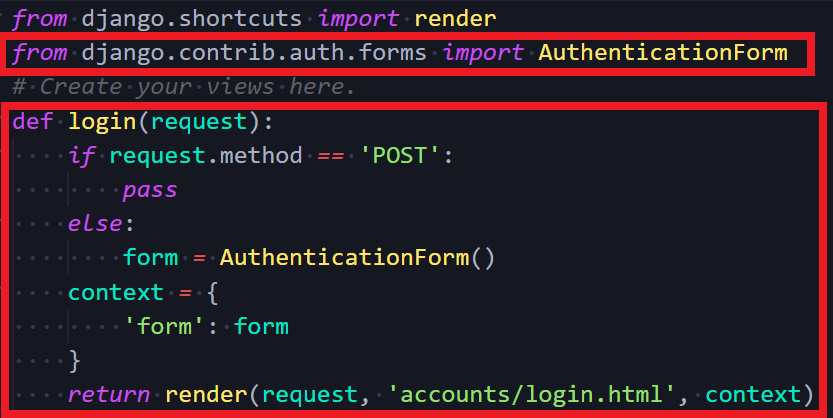 from django.shortcuts import render
from django.contrib.auth.forms import AuthenticationForm
# Create your views here.
def login(request):
    if request.method == 'POST':
        pass
    else:
        form = AuthenticationForm()
    context = {
        'form': form
    }
    return render(request, 'accounts/login.html', context)